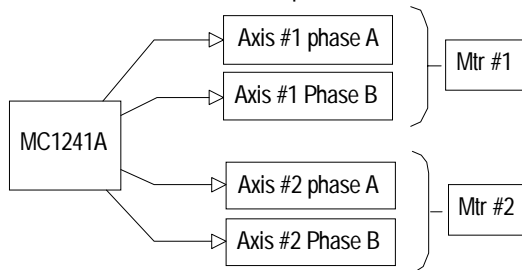 Axis #1 phase A
Mtr #1
Axis #1 Phase B
MC1241A
Axis #2 phase A
Mtr #2
Axis #2 Phase B